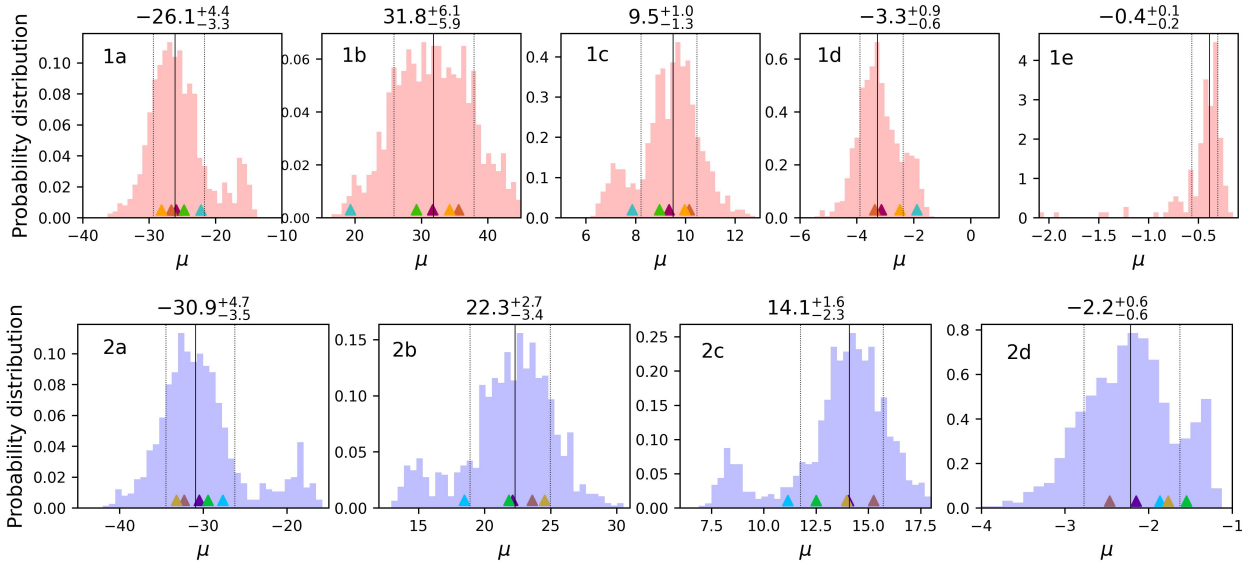 −26.1 +4.4 −3.3
31.8 +6.1 −5.9
9.5 +1.0 −1.3
−3.3 +0.9 −0.6
−0.4 +0.1 −0.2
Probability distribution
1a
0.10
0.08
0.06
0.04
0.02
0.00
−40 −30 −20 −10
μ
1b
0.06
0.04
0.02
0.00
20 30 40
μ
1c
0.4
0.3
0.2
0.1
0.0
6 8 10 12
μ
1d
0.6
0.4
0.2
0.0
−6 −4 −2 0
μ
1e
4
3
2
1
0
−2.0 −1.5 −1.0 −0.5
μ
−30.9 +4.7 −3.5
22.3 +2.7 −3.4
14.1 +1.6 −2.3
−2.2 +0.6 −0.6
Probability distribution
2a
0.10
0.08
0.06
0.04
0.02
0.00
−40 −30 −20
μ
2b
0.15
0.10
0.05
0.00
15 20 25 30
μ
2c
0.25
0.20
0.15
0.10
0.05
0.00
7.5 10.0 12.5 15.0 17.5
μ
2d
0.8
0.6
0.4
0.2
0.0
−4 −3 −2 −1
μ